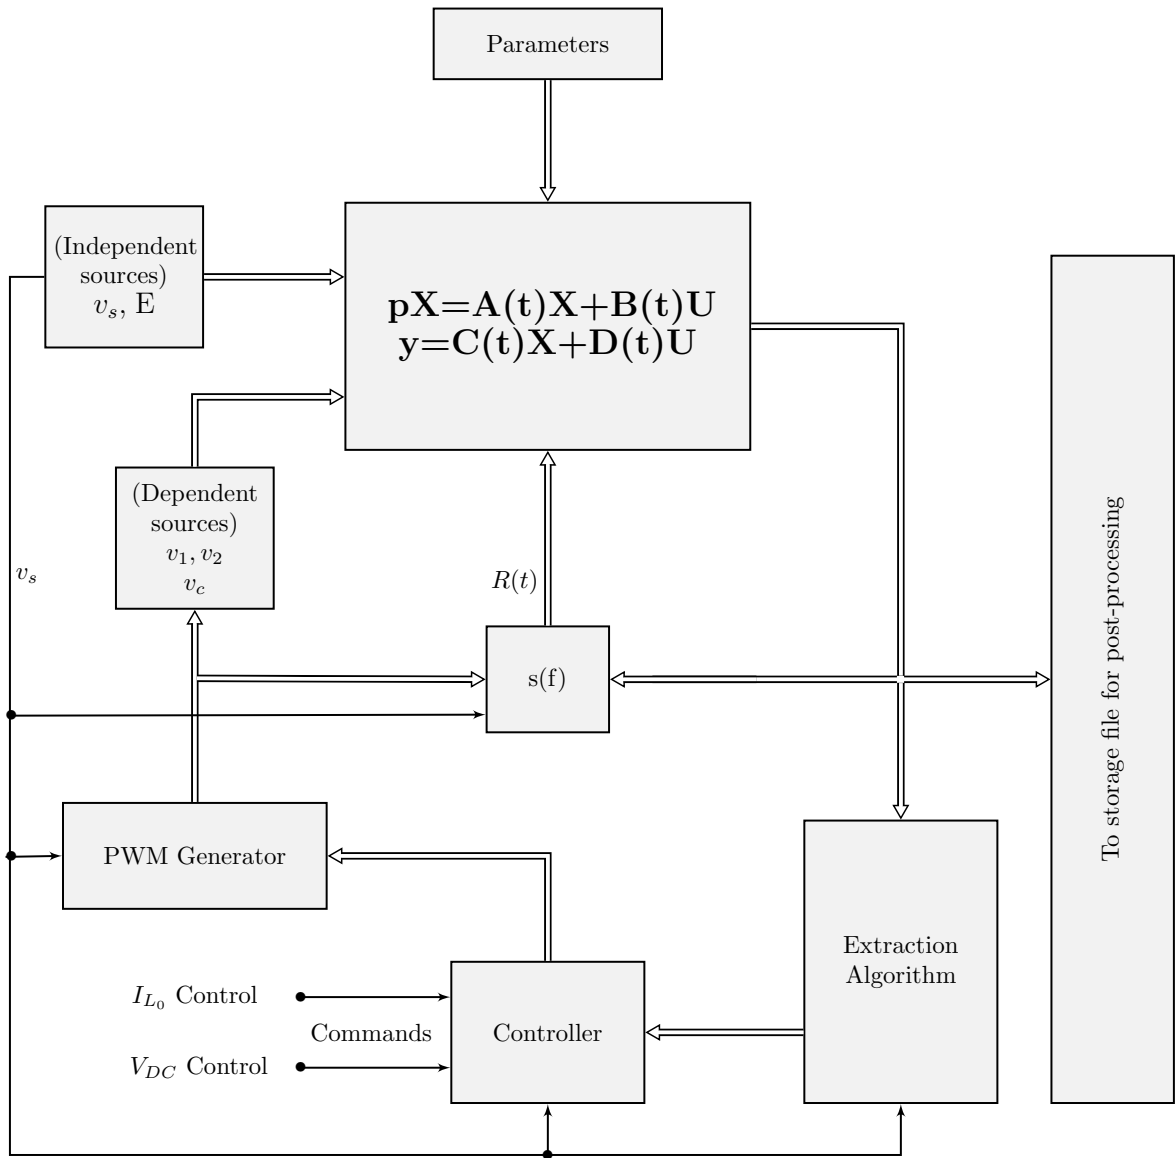 Parameters
(Independent
sources)
v_s, E
pX=A(t)X+B(t)U
y=C(t)X+D(t)U
(Dependent
sources)
v_1, v_2
v_c
v_s
R(t)
s(f)
To storage file for post-processing
PWM Generator
Extraction
Algorithm
I_{L_0} Control
Commands
Controller
V_{DC} Control